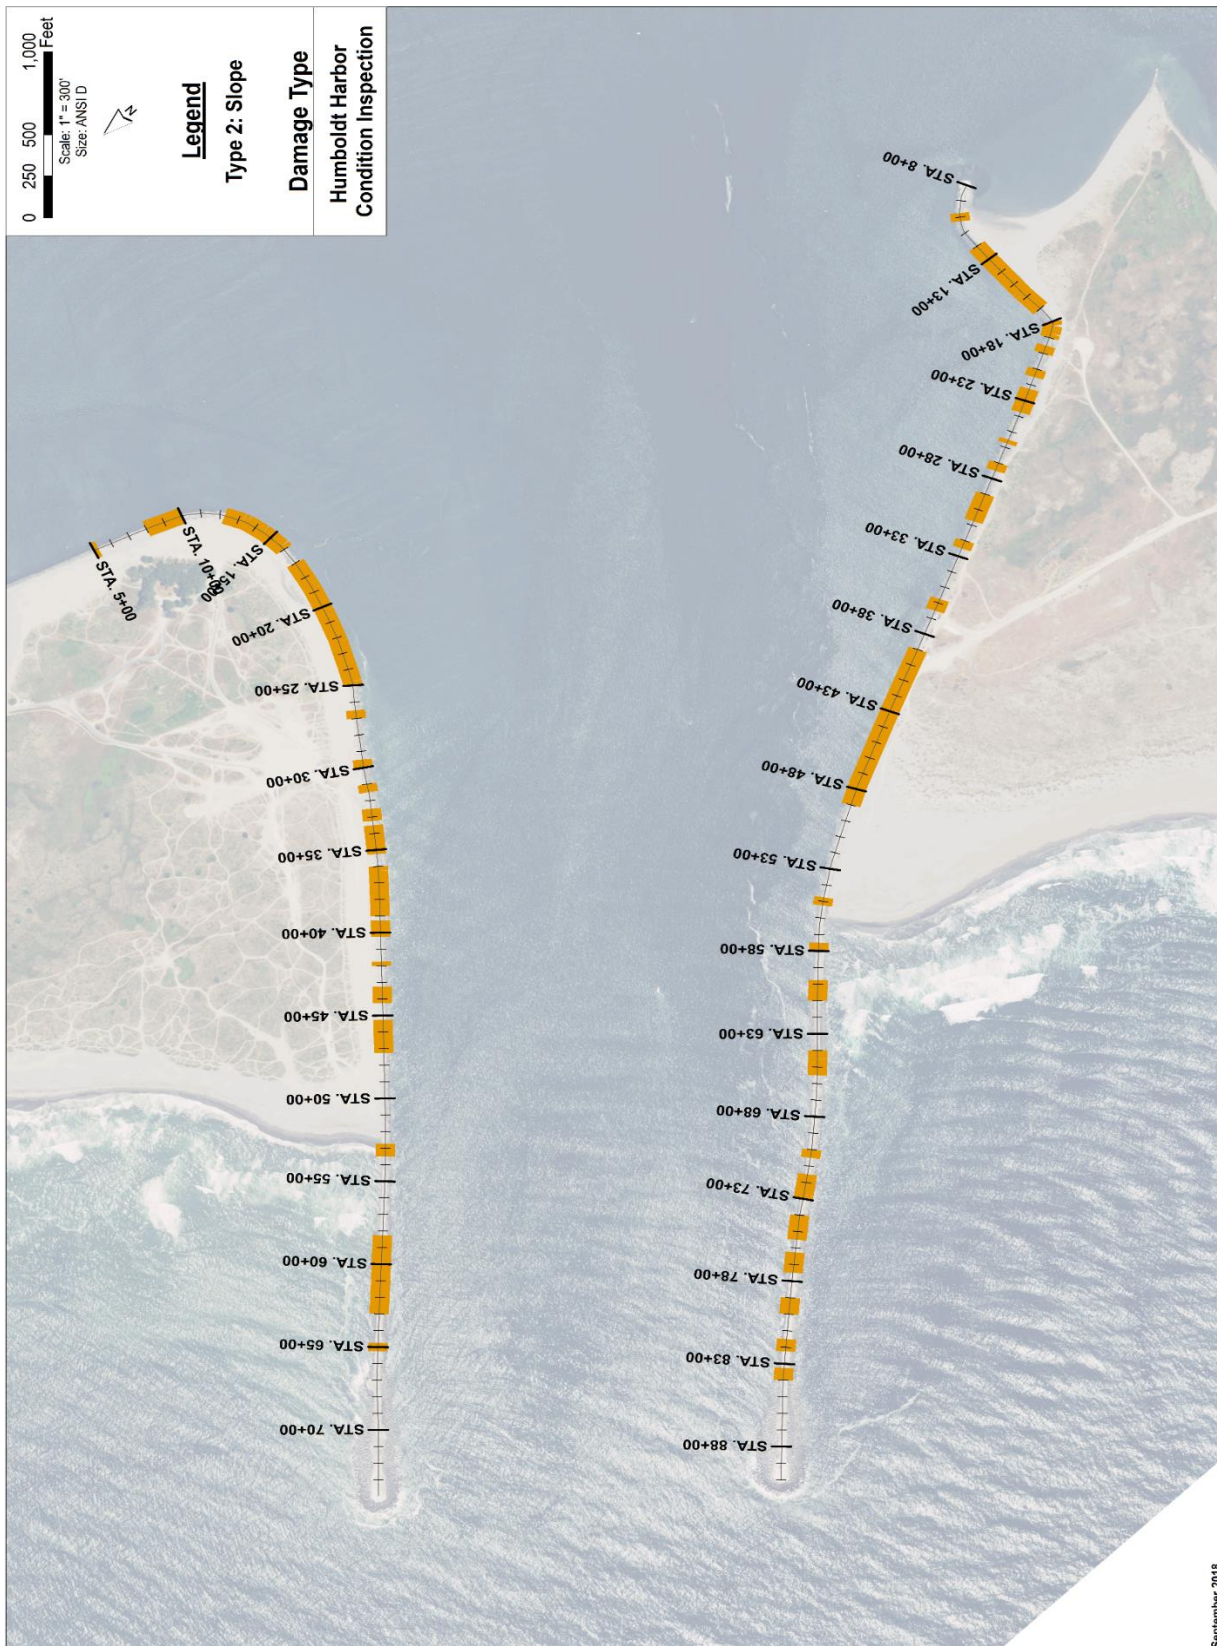 0 250 500 1,000
Feet
Scale: 1" = 300'
Size: ANSI D
N
Legend
Type 2: Slope
Damage Type
Humboldt Harbor
Condition Inspection
STA. 5+00
STA. 10+00
STA. 20+00
STA. 25+00
STA. 30+00
STA. 35+00
STA. 40+00
STA. 45+00
STA. 50+00
STA. 55+00
STA. 60+00
STA. 65+00
STA. 70+00
STA. 8+00
STA. 13+00
STA. 18+00
STA. 23+00
STA. 28+00
STA. 33+00
STA. 38+00
STA. 43+00
STA. 48+00
STA. 53+00
STA. 58+00
STA. 63+00
STA. 68+00
STA. 73+00
STA. 78+00
STA. 83+00
STA. 88+00
2018